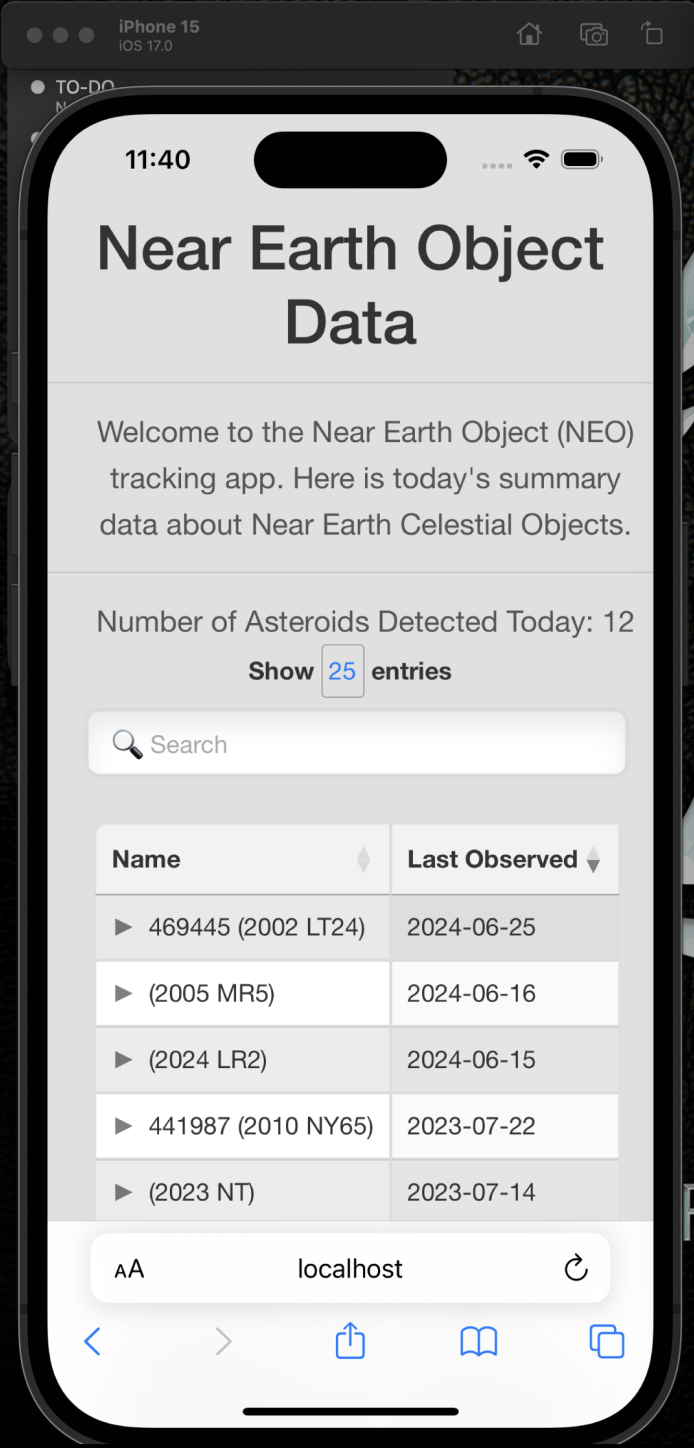 iPhone 15
iOS 17.0
TO-DO
11:40
Near Earth Object
Data
Welcome to the Near Earth Object (NEO)
tracking app. Here is today's summary
data about Near Earth Celestial Objects.
Number of Asteroids Detected Today: 12
Show 25 entries
🔍 Search
Name Last Observed
▶ 469445 (2002 LT24) 2024-06-25
▶ (2005 MR5) 2024-06-16
▶ (2024 LR2) 2024-06-15
▶ 441987 (2010 NY65) 2023-07-22
▶ (2023 NT) 2023-07-14
AA localhost